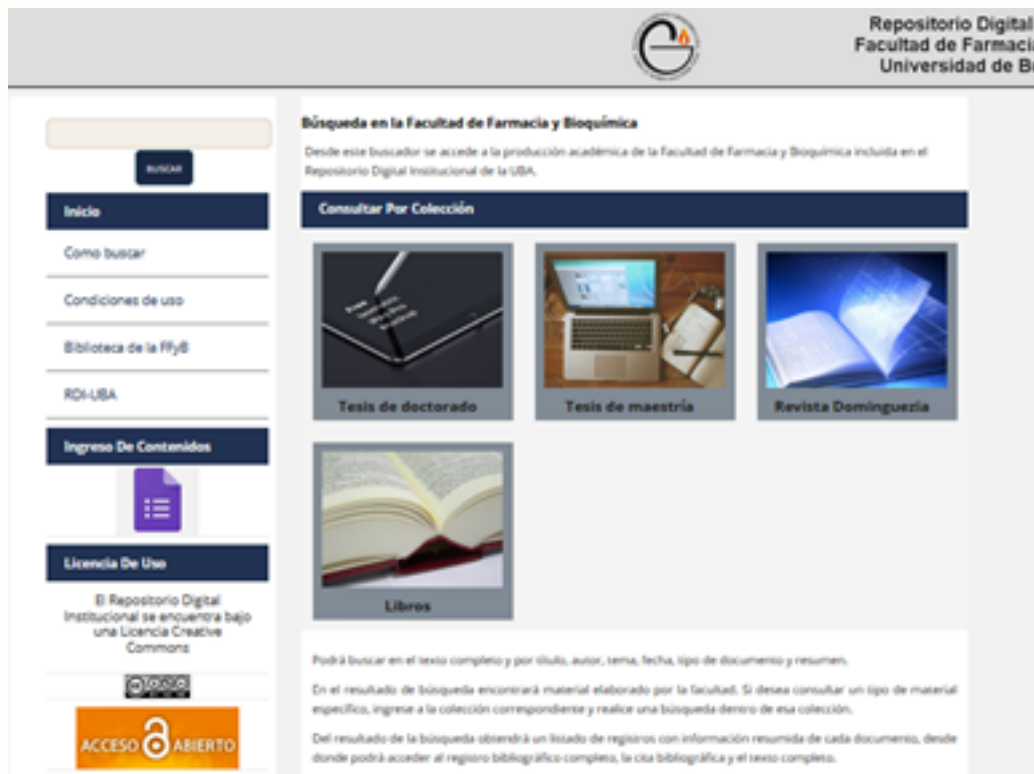 Repositorio Digital
Facultad de Farmacia
Universidad de B
BUSCAR
Inicio
Como buscar
Condiciones de uso
Biblioteca de la FFyB
RDI-UBA
Ingreso De Contenidos
Licencia De Uso
El Repositorio Digital
Institucional se encuentra bajo
una Licencia Creative
Commons
ACCESO ABIERTO
Búsqueda en la Facultad de Farmacia y Bioquímica
Desde este buscador se accede a la producción académica de la Facultad de Farmacia y Bioquímica incluida en el
Repositorio Digital Institucional de la UBA.
Consultar Por Colección
Tesis de doctorado
Tesis de maestría
Revista Dominguezia
Libros
Podrá buscar en el texto completo y por título, autor, tema, fecha, tipo de documento y resumen.
En el resultado de búsqueda encontrará material elaborado por la facultad. Si desea consultar un tipo de material
específico, ingrese a la colección correspondiente y realice una búsqueda dentro de esa colección.
Del resultado de la búsqueda obtendrá un listado de registros con información resumida de cada documento, desde
donde podrá acceder al registro bibliográfico completo, la cita bibliográfica y el texto completo.